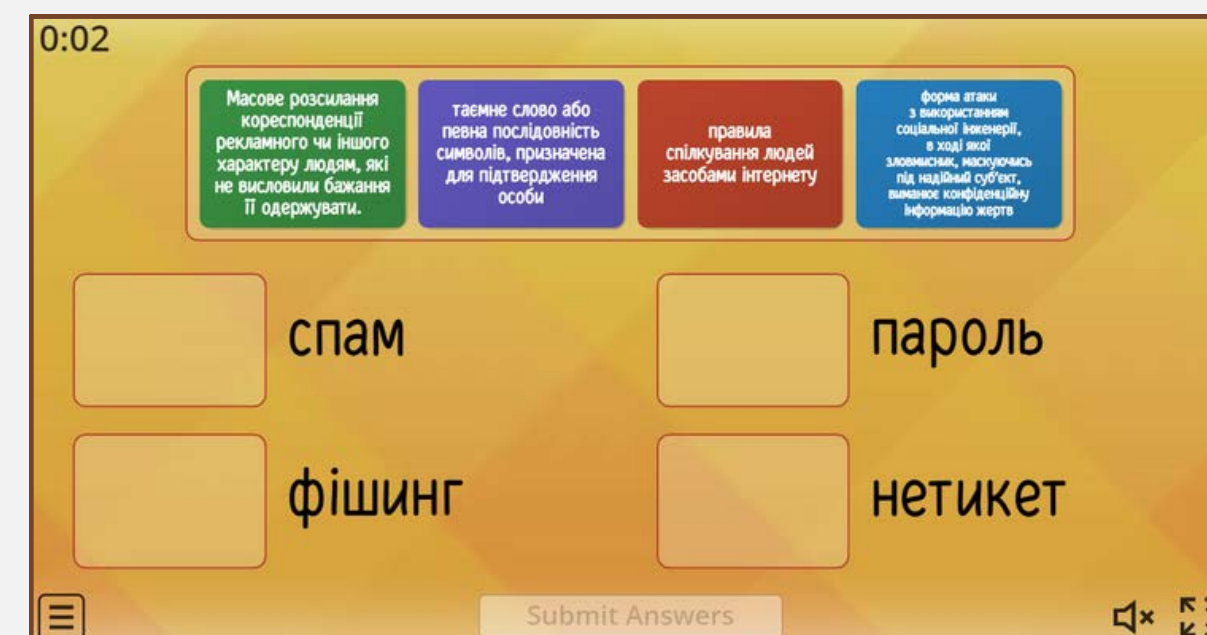 0:02
Масове розсилання
кореспонденції
рекламного чи іншого
характеру людям, які
не висловили бажання
її одержувати.
таємне слово або
певна послідовність
символів, призначена
для підтвердження
особи
правила
спілкування людей
засобами інтернету
форма атаки
з використанням
соціальної інженерії,
в ході якої
зловмисник, маскуючись
під надійний суб'єкт,
виманює конфіденційну
інформацію жертв
спам
пароль
фішинг
нетикет
Submit Answers